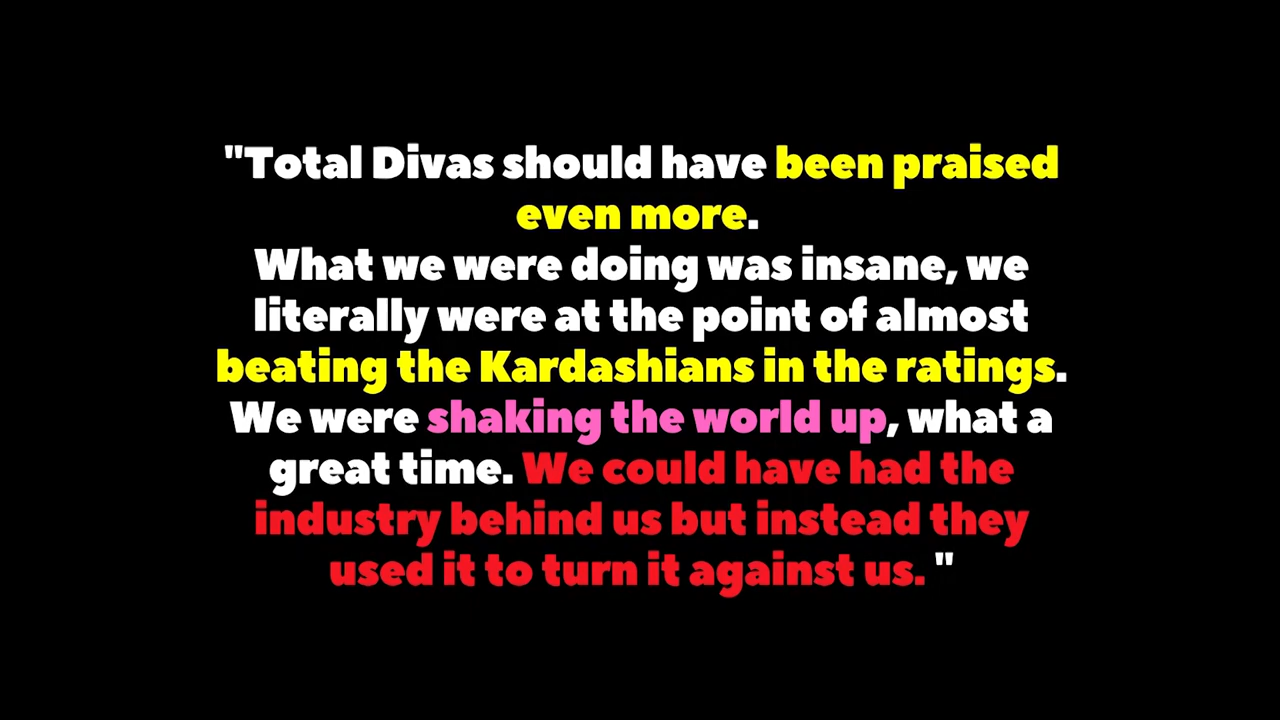 "Total Divas should have been praised
even more.
What we were doing was insane, we
literally were at the point of almost
beating the Kardashians in the ratings.
We were shaking the world up, what a
great time. We could have had the
industry behind us but instead they
used it to turn it against us. "